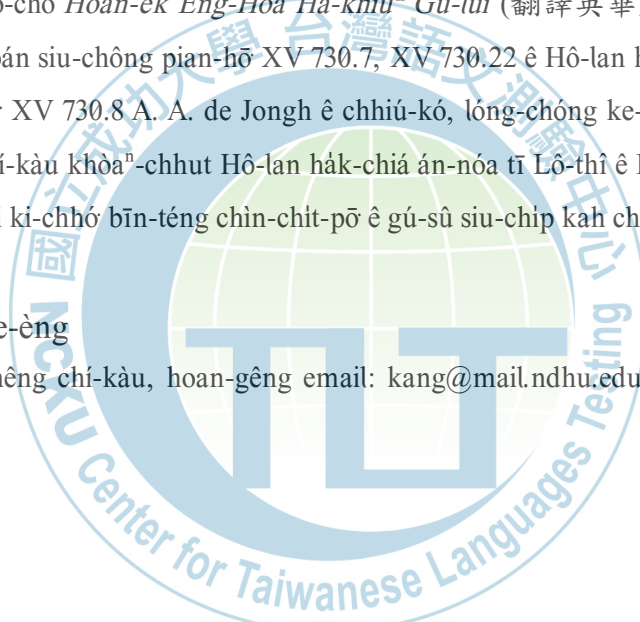 Hoan-ek Eng-Hoa Hā-khiuⁿ Gú-lūi (翻譯英華
oán siu-chông pian-hō XV 730.7, XV 730.22 ê Hô-lan h
XV 730.8 A. A. de Jongh ê chhiú-kó, lóng-chóng ke-
í-kàu khòaⁿ-chhut Hô-lan ha̍k-chiá án-nóa tī Lô-thî ê
i ki-chhó͘ bīn-téng chìn-chi̍t-pō͘ ê gú-sû siu-chi̍p kah ch
e-èng
êng chí-kàu, hoan-gêng email: kang@mail.ndhu.edu
國立成功大學 台灣語文測驗中心
TLT
NCKU Center for Taiwanese Languages Testing